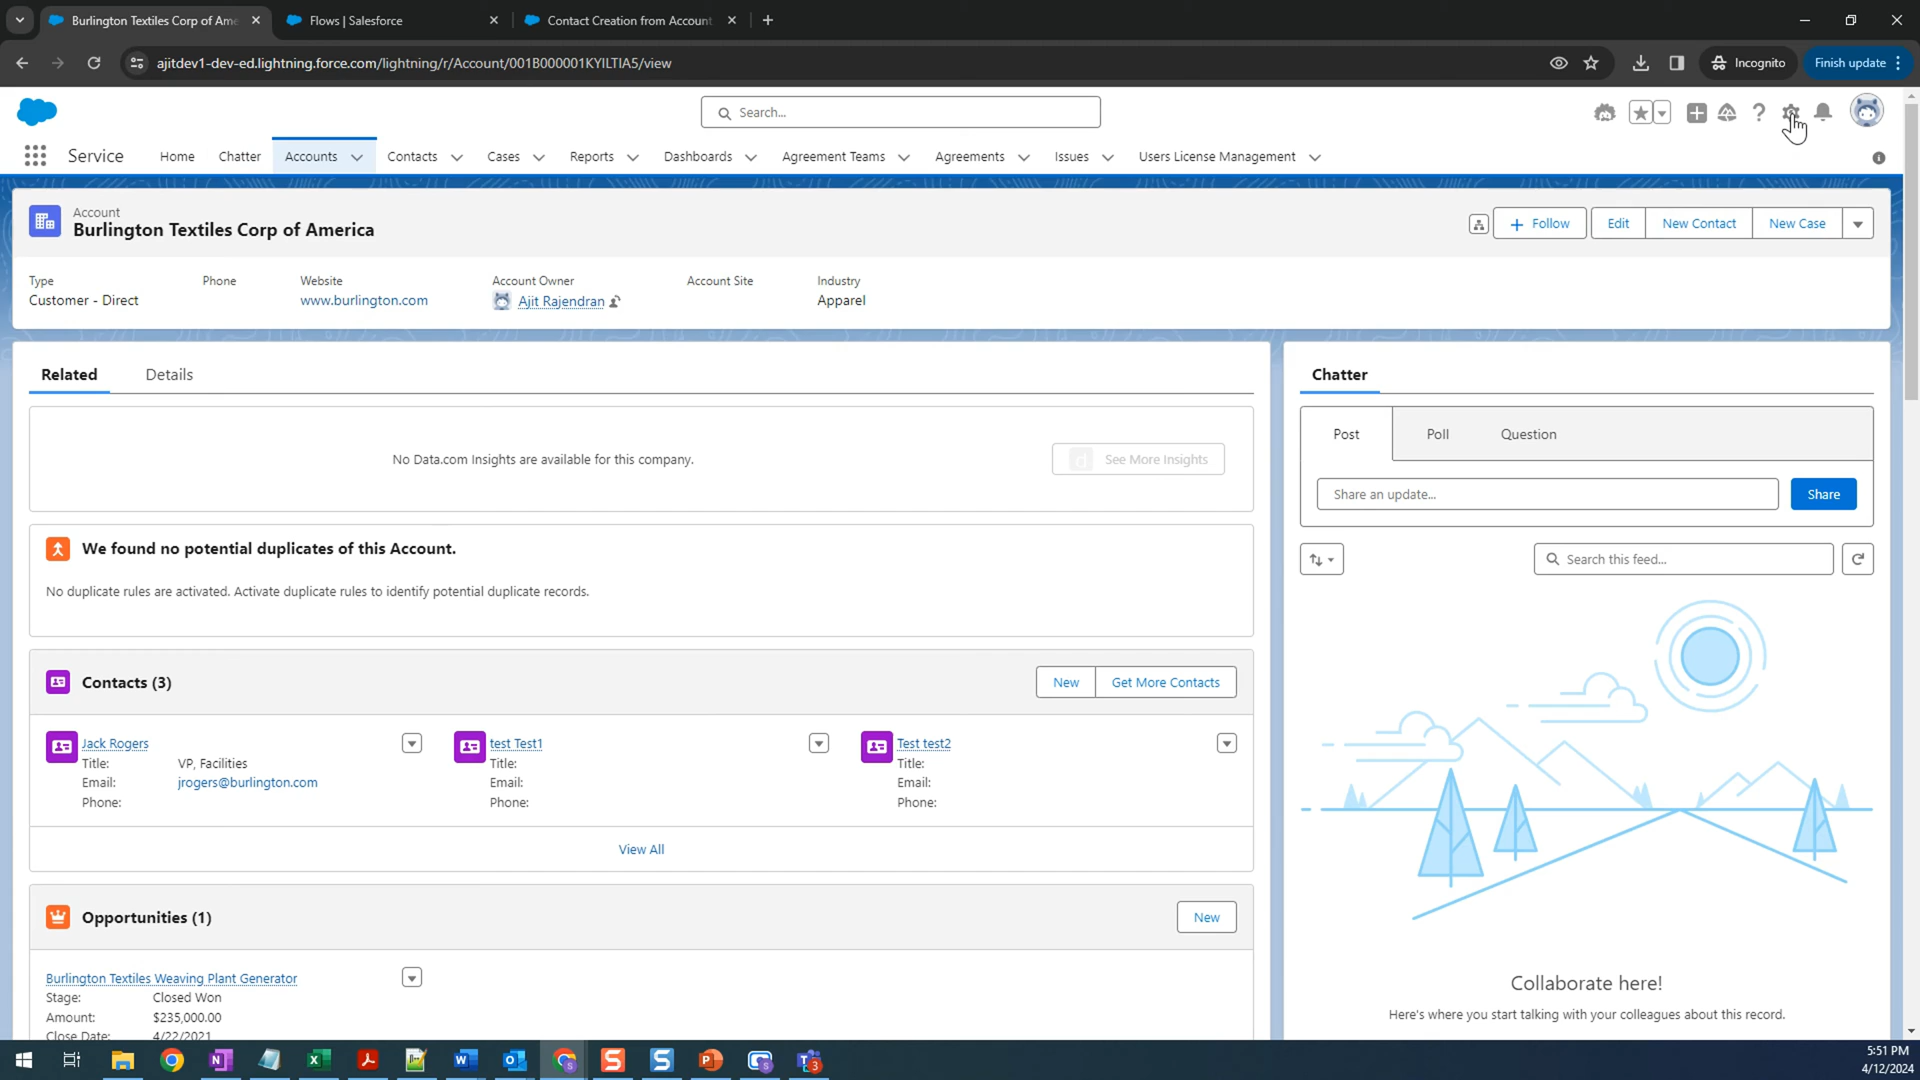 Burlington Textiles Corp of Ame
Flows | Salesforce
Contact Creation from Account
ajitdev1-dev-ed.lightning.force.com/lightning/r/Account/001B000001KYILTIA5/view
Incognito
Finish update
Search...
Service
Home
Chatter
Accounts
Contacts
Cases
Reports
Dashboards
Agreement Teams
Agreements
Issues
Users License Management
Account
Burlington Textiles Corp of America
Follow
Edit
New Contact
New Case
Type
Phone
Website
Account Owner
Account Site
Industry
Customer - Direct
www.burlington.com
Ajit Rajendran
Apparel
Related
Details
No Data.com Insights are available for this company.
See More Insights
We found no potential duplicates of this Account.
No duplicate rules are activated. Activate duplicate rules to identify potential duplicate records.
Contacts (3)
New
Get More Contacts
Jack Rogers
Title: VP, Facilities
Email: jrogers@burlington.com
Phone:
test Test1
Title:
Email:
Phone:
Test test2
Title:
Email:
Phone:
View All
Opportunities (1)
New
Burlington Textiles Weaving Plant Generator
Stage: Closed Won
Amount: $235,000.00
Close Date: 4/22/2021
Chatter
Post
Poll
Question
Share an update...
Share
Search this feed...
Collaborate here!
Here's where you start talking with your colleagues about this record.
5:51 PM
4/12/2024